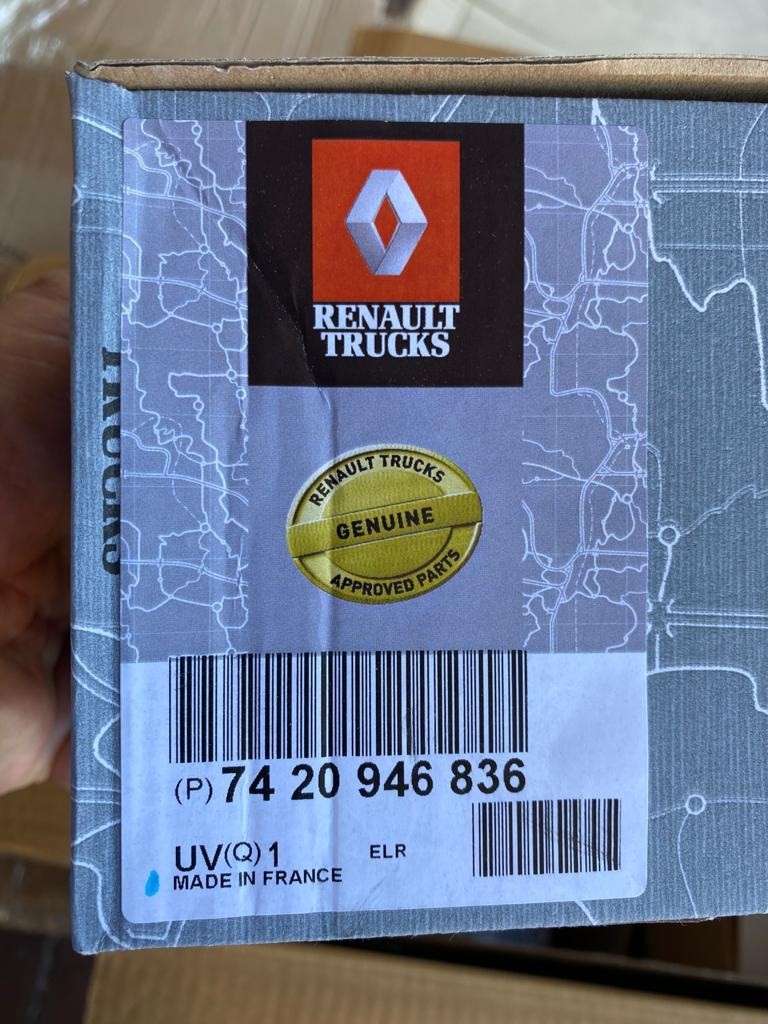 RENAULT
TRUCKS
RENAULT TRUCKS
GENUINE
APPROVED PARTS
(P) 74 20 946 836
UV(Q) 1 ELR
MADE IN FRANCE